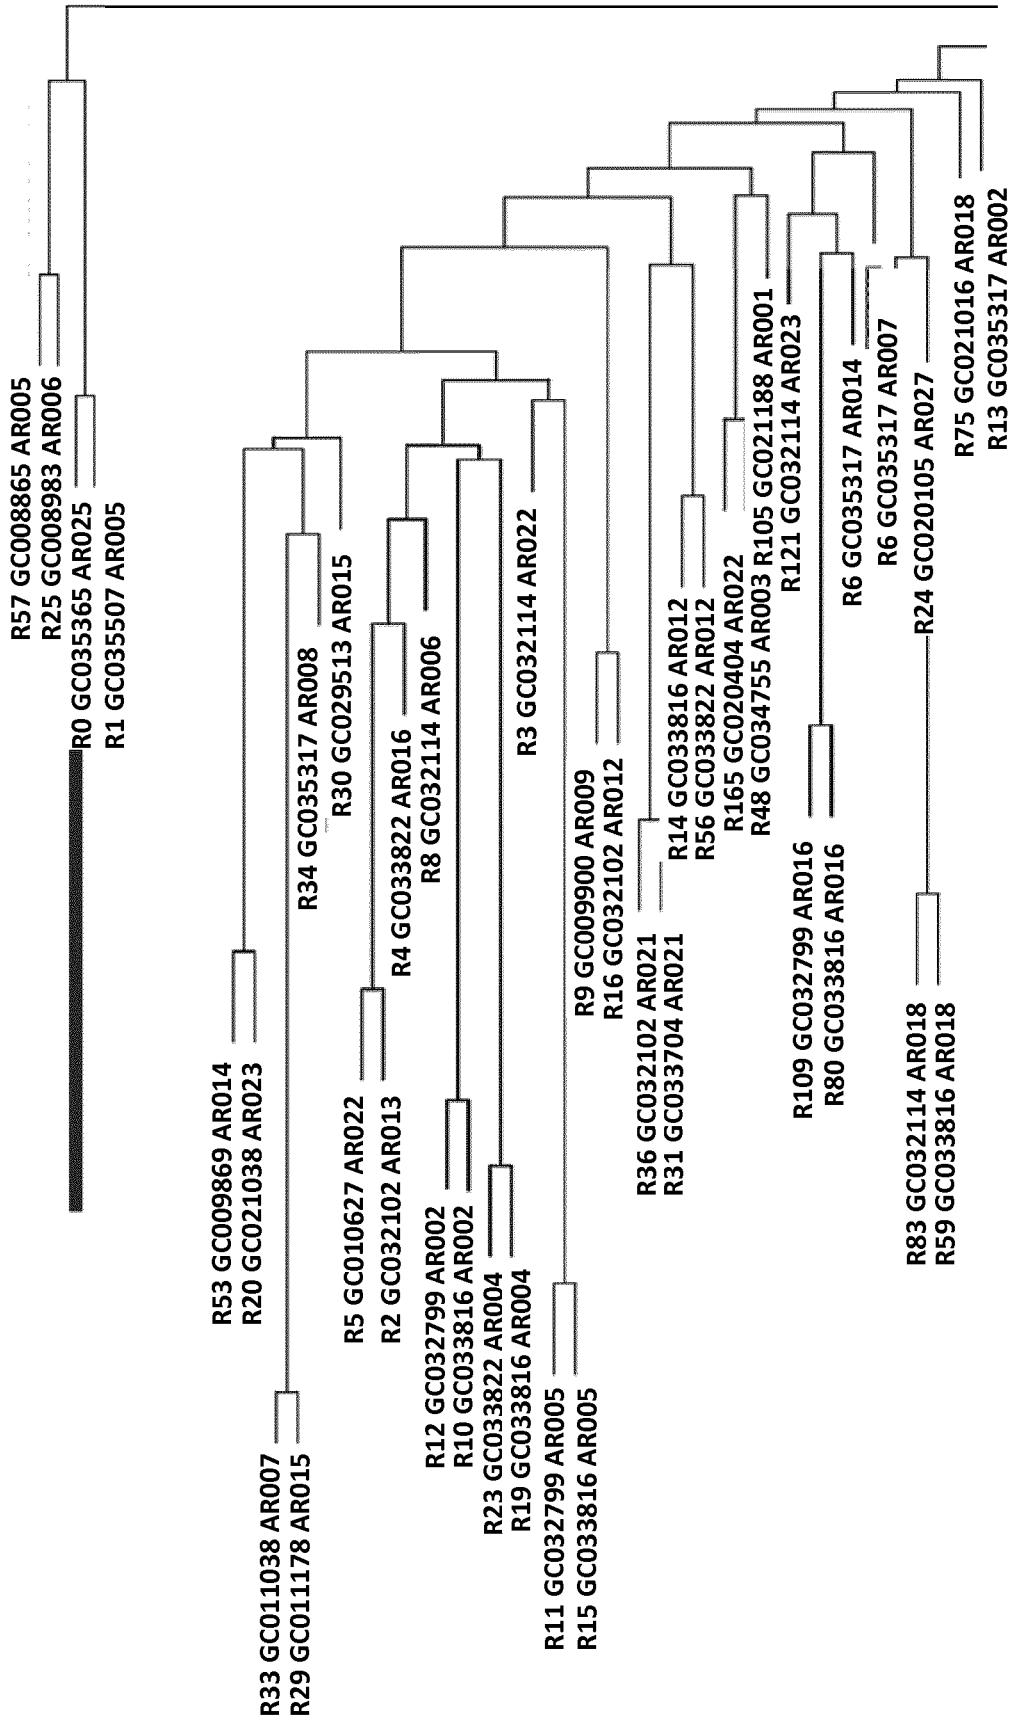 R57 GC008865 AR005
R25 GC008983 AR006
R0 GC035365 AR025
R1 GC035507 AR005
R53 GC009869 AR014
R20 GC021038 AR023
R33 GC011038 AR007
R29 GC011178 AR015
R34 GC035317 AR008
R30 GC029513 AR015
R5 GC010627 AR022
R2 GC032102 AR013
R4 GC033822 AR016
R8 GC032114 AR006
R12 GC032799 AR002
R10 GC033816 AR002
R23 GC033822 AR004
R19 GC033816 AR004
R3 GC032114 AR022
R11 GC032799 AR005
R15 GC033816 AR005
R9 GC009900 AR009
R16 GC032102 AR012
R36 GC032102 AR021
R31 GC033704 AR021
R14 GC033816 AR012
R56 GC033822 AR012
R165 GC020404 AR022
R48 GC034755 AR003
R105 GC021188 AR001
R121 GC032114 AR023
R109 GC032799 AR016
R80 GC033816 AR016
R6 GC035317 AR014
R6 GC035317 AR007
R24 GC020105 AR027
R83 GC032114 AR018
R59 GC033816 AR018
R75 GC021016 AR018
R13 GC035317 AR002